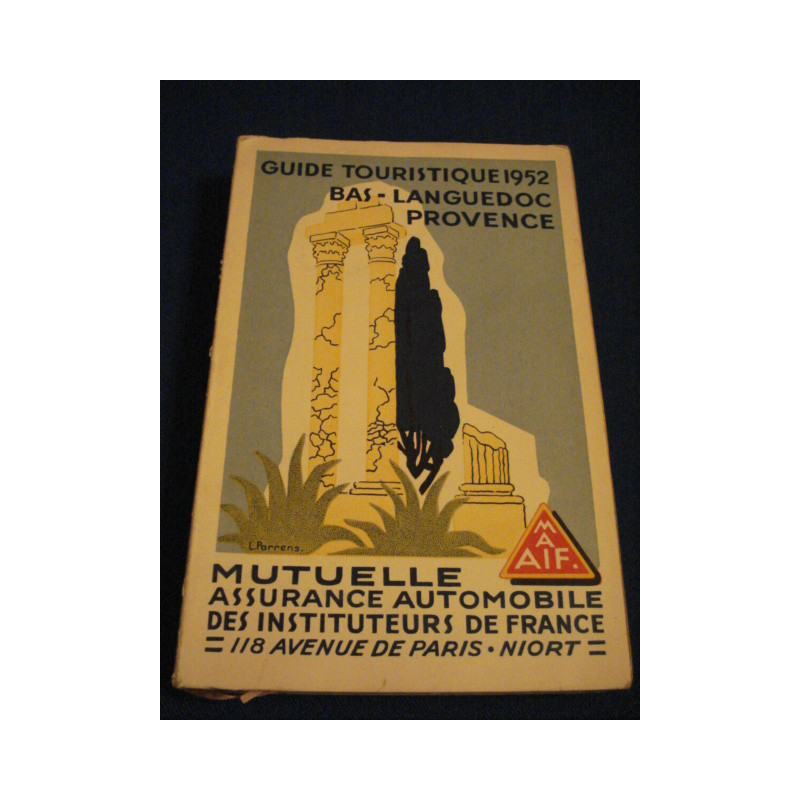 GUIDE TOURISTIQUE 1952
BAS - LANGUEDOC
PROVENCE
L. Parrens.
M
A
AIF.
MUTUELLE
ASSURANCE AUTOMOBILE
DES INSTITUTEURS DE FRANCE
= 118 AVENUE DE PARIS • NIORT =